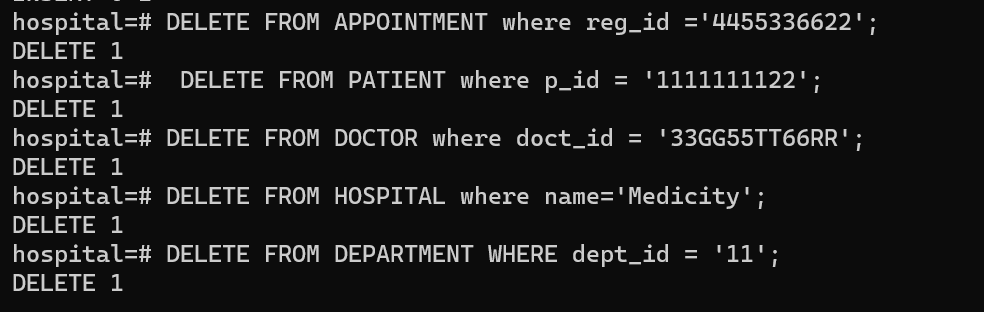 hospital=# DELETE FROM APPOINTMENT where reg_id ='4455336622';
DELETE 1
hospital=#  DELETE FROM PATIENT where p_id = '1111111122';
DELETE 1
hospital=# DELETE FROM DOCTOR where doct_id = '33GG55TT66RR';
DELETE 1
hospital=# DELETE FROM HOSPITAL where name='Medicity';
DELETE 1
hospital=# DELETE FROM DEPARTMENT WHERE dept_id = '11';
DELETE 1